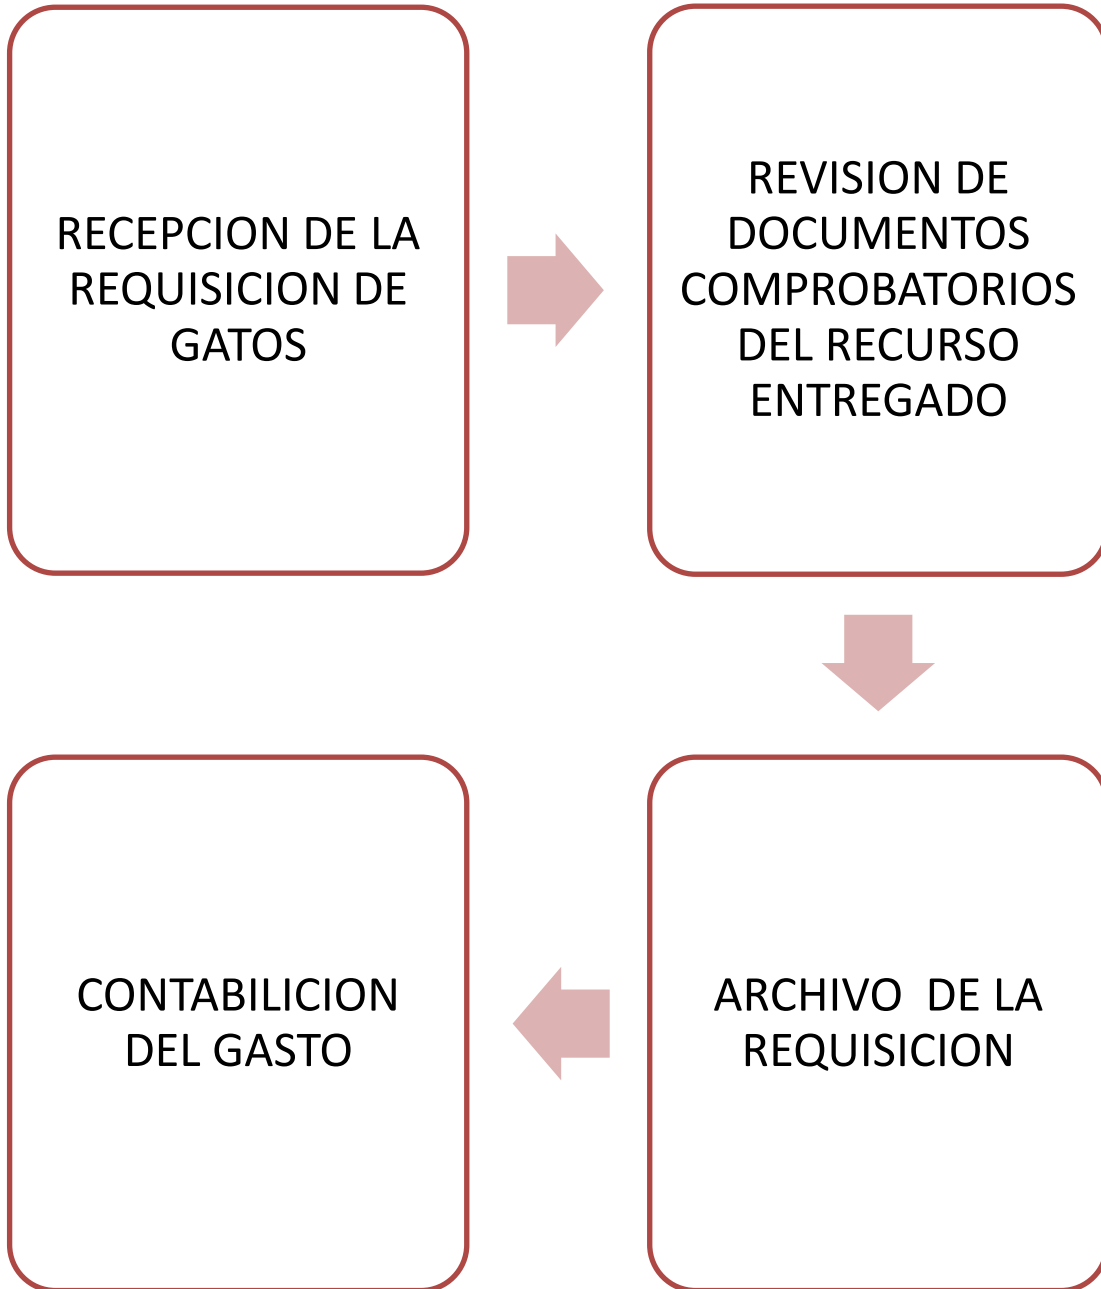 RECEPCION DE LA
REQUISICION DE
GATOS
REVISION DE
DOCUMENTOS
COMPROBATORIOS
DEL RECURSO
ENTREGADO
ARCHIVO  DE LA
REQUISICION
CONTABILICION
DEL GASTO